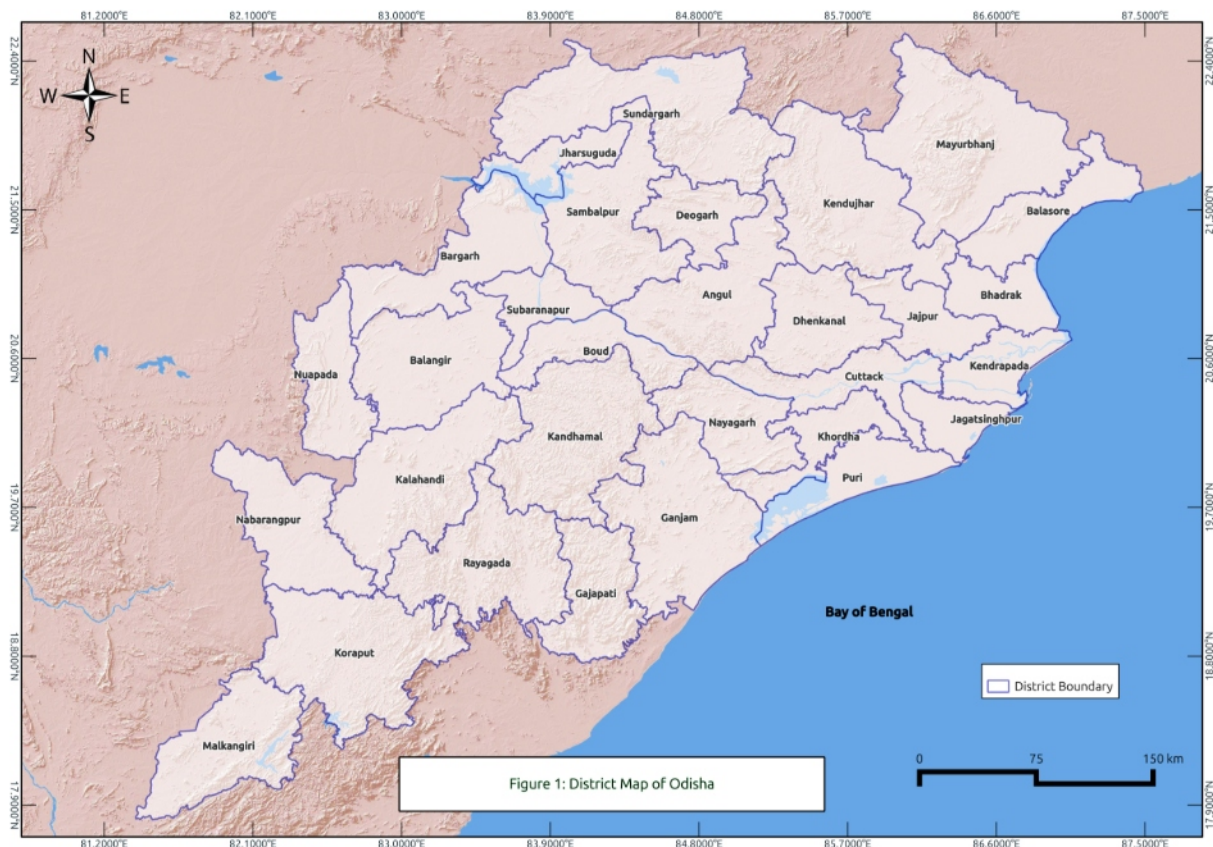 81.2000°E 82.1000°E 83.0000°E 83.9000°E 84.8000°E 85.7000°E 86.6000°E 87.5000°E
22.4000°N 22.4000°N
N
W E
S
Sundargarh
Mayurbhanj
Jharsuguda
21.5000°N 21.5000°N
Kendujhar
Sambalpur
Deogarh
Balasore
Bargarh
Angul
Bhadrak
Subaranapur
Jajpur
Dhenkanal
20.6000°N 20.6000°N
Boud
Balangir
Kendrapada
Nuapada
Cuttack
Nayagarh
Jagatsinghpur
Kandhamal
Khordha
Kalahandi
Puri
19.7000°N 19.7000°N
Nabarangpur
Ganjam
Rayagada
Gajapati
Bay of Bengal
18.8000°N 18.8000°N
Koraput
District Boundary
Malkangiri
0 75 150 km
Figure 1: District Map of Odisha
17.9000°N 17.9000°N
81.2000°E 82.1000°E 83.0000°E 83.9000°E 84.8000°E 85.7000°E 86.6000°E 87.5000°E